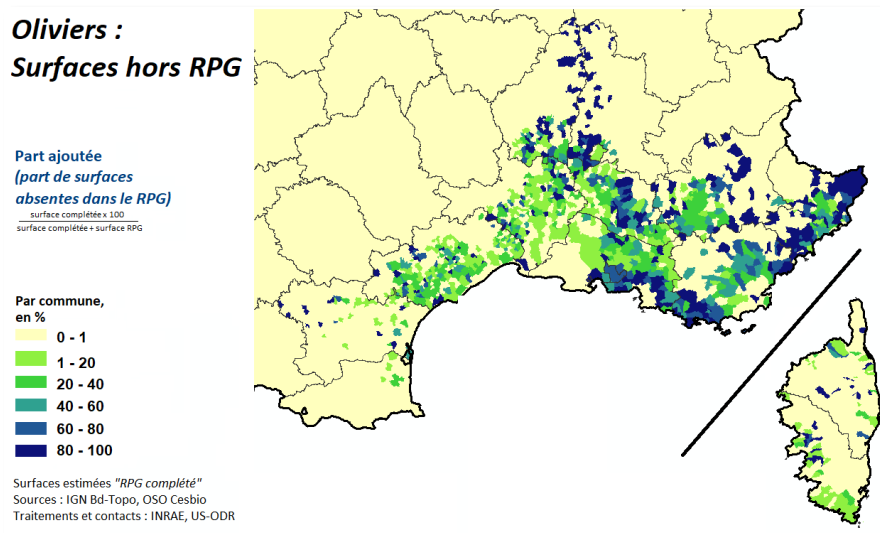 Oliviers :
Surfaces hors RPG
Part ajoutée
(part de surfaces
absentes dans le RPG)
surface complétée x 100
surface complétée + surface RPG
Par commune,
en %
0 - 1
1 - 20
20 - 40
40 - 60
60 - 80
80 - 100
Surfaces estimées "RPG complété"
Sources : IGN Bd-Topo, OSO Cesbio
Traitements et contacts : INRAE, US-ODR